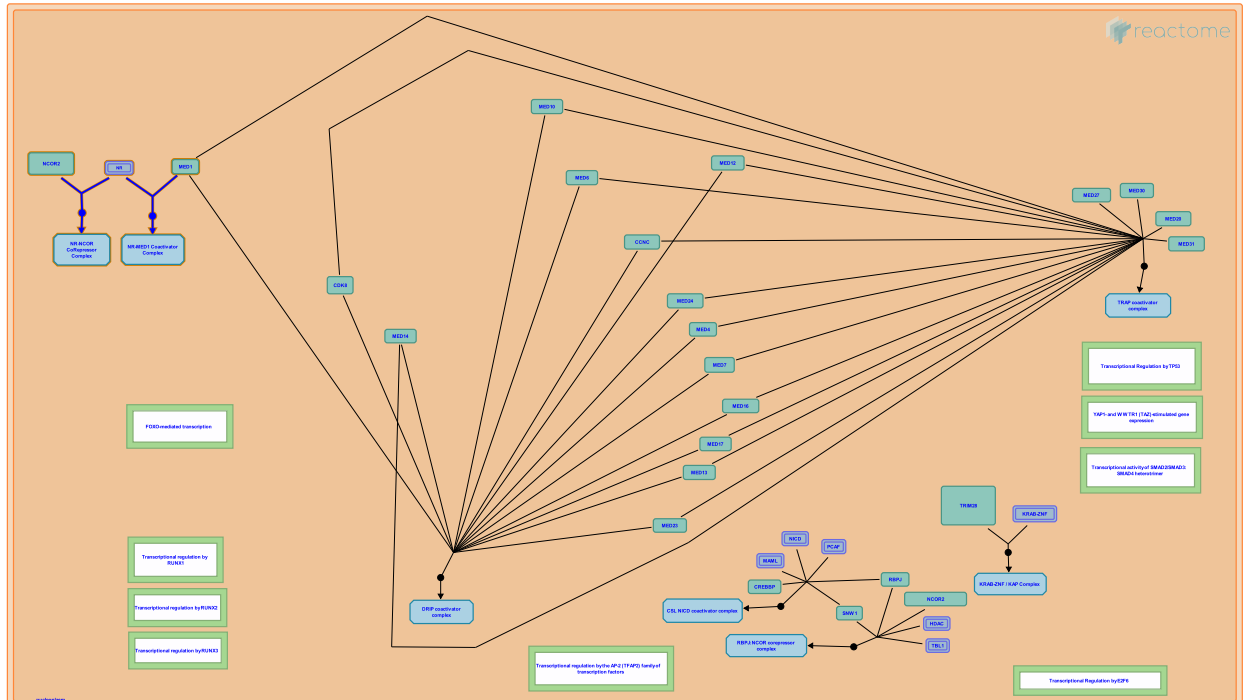 reactome
MED10
MED12
NCOR2
NR
MED1
MED6
MED27
MED30
MED20
MED31
NR-NCOR
CoRepressor
Complex
NR-MED1 Coactivator
Complex
CCNC
CDK8
MED24
TRAP coactivator
complex
MED14
MED4
MED7
Transcriptional Regulation by TP53
MED16
YAP1- and WWTR1 (TAZ)-stimulated gene
expression
FOXO-mediated transcription
MED17
MED13
Transcriptional activity of SMAD2/SMAD3:
SMAD4 heterotrimer
MED23
TRIM28
KRAB-ZNF
NICD
PCAF
MAML
Transcriptional regulation by
RUNX1
CREBBP
RBPJ
KRAB-ZNF / KAP Complex
Transcriptional regulation by RUNX2
DRIP coactivator
complex
CSL NICD coactivator complex
SNW1
NCOR2
HDAC
Transcriptional regulation by RUNX3
RBPJ:NCOR corepressor
complex
TBL1
Transcriptional regulation by the AP-2 (TFAP2) family of
transcription factors
Transcriptional Regulation by E2F6